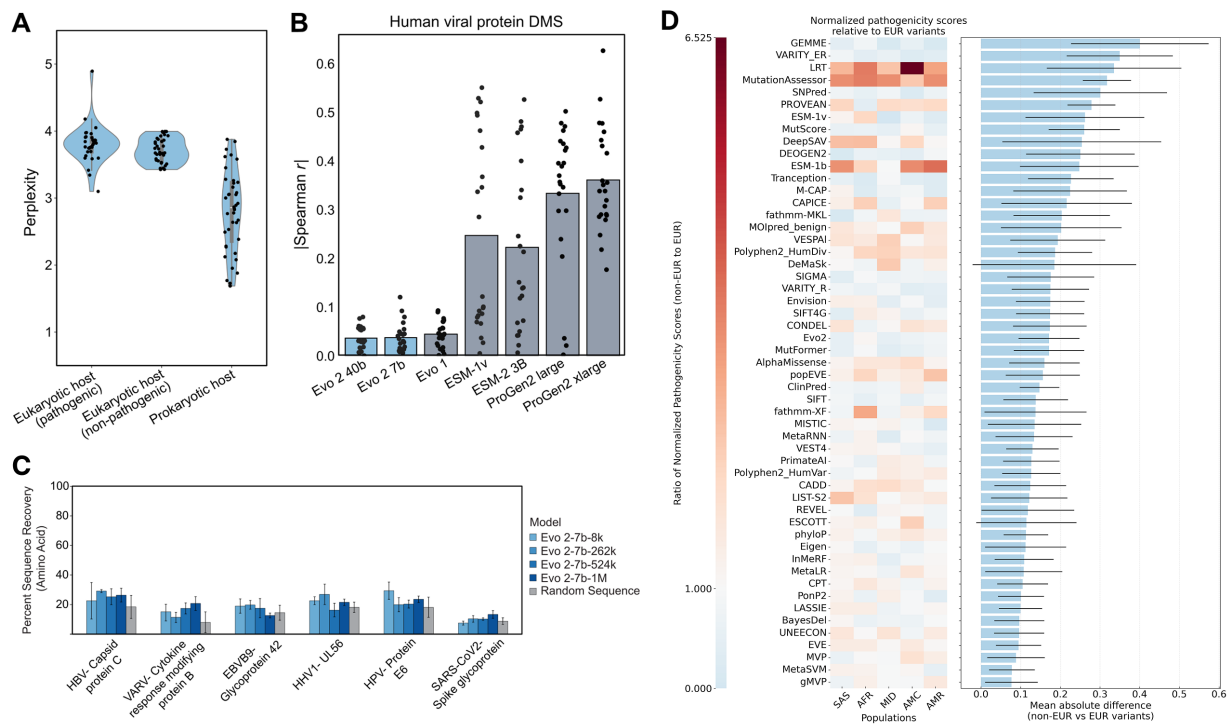 A
Perplexity
5
4
3
2
1
Eukaryotic host
(pathogenic)
Eukaryotic host
(non-pathogenic)
Prokaryotic host
B
Human viral protein DMS
|Spearman r|
0.6
0.5
0.4
0.3
0.2
0.1
0.0
Evo 2 40b
Evo 2 7b
Evo 1
ESM-1v
ESM-2 3B
ProGen2 large
ProGen2 xlarge
C
Percent Sequence Recovery
(Amino Acid)
100
80
60
40
20
HBV- Capsid
protein C
VARV- Cytokine
response modifying
protein B
EBVB9-
Glycoprotein 42
HHV1- UL56
HPV- Protein
E6
SARS-CoV2-
Spike glycoprotein
Model
Evo 2-7b-8k
Evo 2-7b-262k
Evo 2-7b-524k
Evo 2-7b-1M
Random Sequence
D
6.525
1.000
0.000
Ratio of Normalized Pathogenicity Scores (non-EUR to EUR)
Normalized pathogenicity scores
relative to EUR variants
GEMME
VARITY_ER
LRT
MutationAssessor
SNPred
PROVEAN
ESM-1v
MutScore
DeepSAV
DEOGEN2
ESM-1b
Tranception
M-CAP
CAPICE
fathmm-MKL
MOIpred_benign
VESPAl
Polyphen2_HumDiv
DeMaSk
SIGMA
VARITY_R
Envision
SIFT4G
CONDEL
Evo2
MutFormer
AlphaMissense
popEVE
ClinPred
SIFT
fathmm-XF
MISTIC
MetaRNN
VEST4
PrimateAI
Polyphen2_HumVar
CADD
LIST-S2
REVEL
ESCOTT
phyloP
Eigen
InMeRF
MetaLR
CPT
PonP2
LASSIE
BayesDel
UNEECON
EVE
MVP
MetaSVM
gMVP
SAS
AFR
MID
AMC
AMR
Populations
0.0
0.1
0.2
0.3
0.4
0.5
0.6
Mean absolute difference
(non-EUR vs EUR variants)